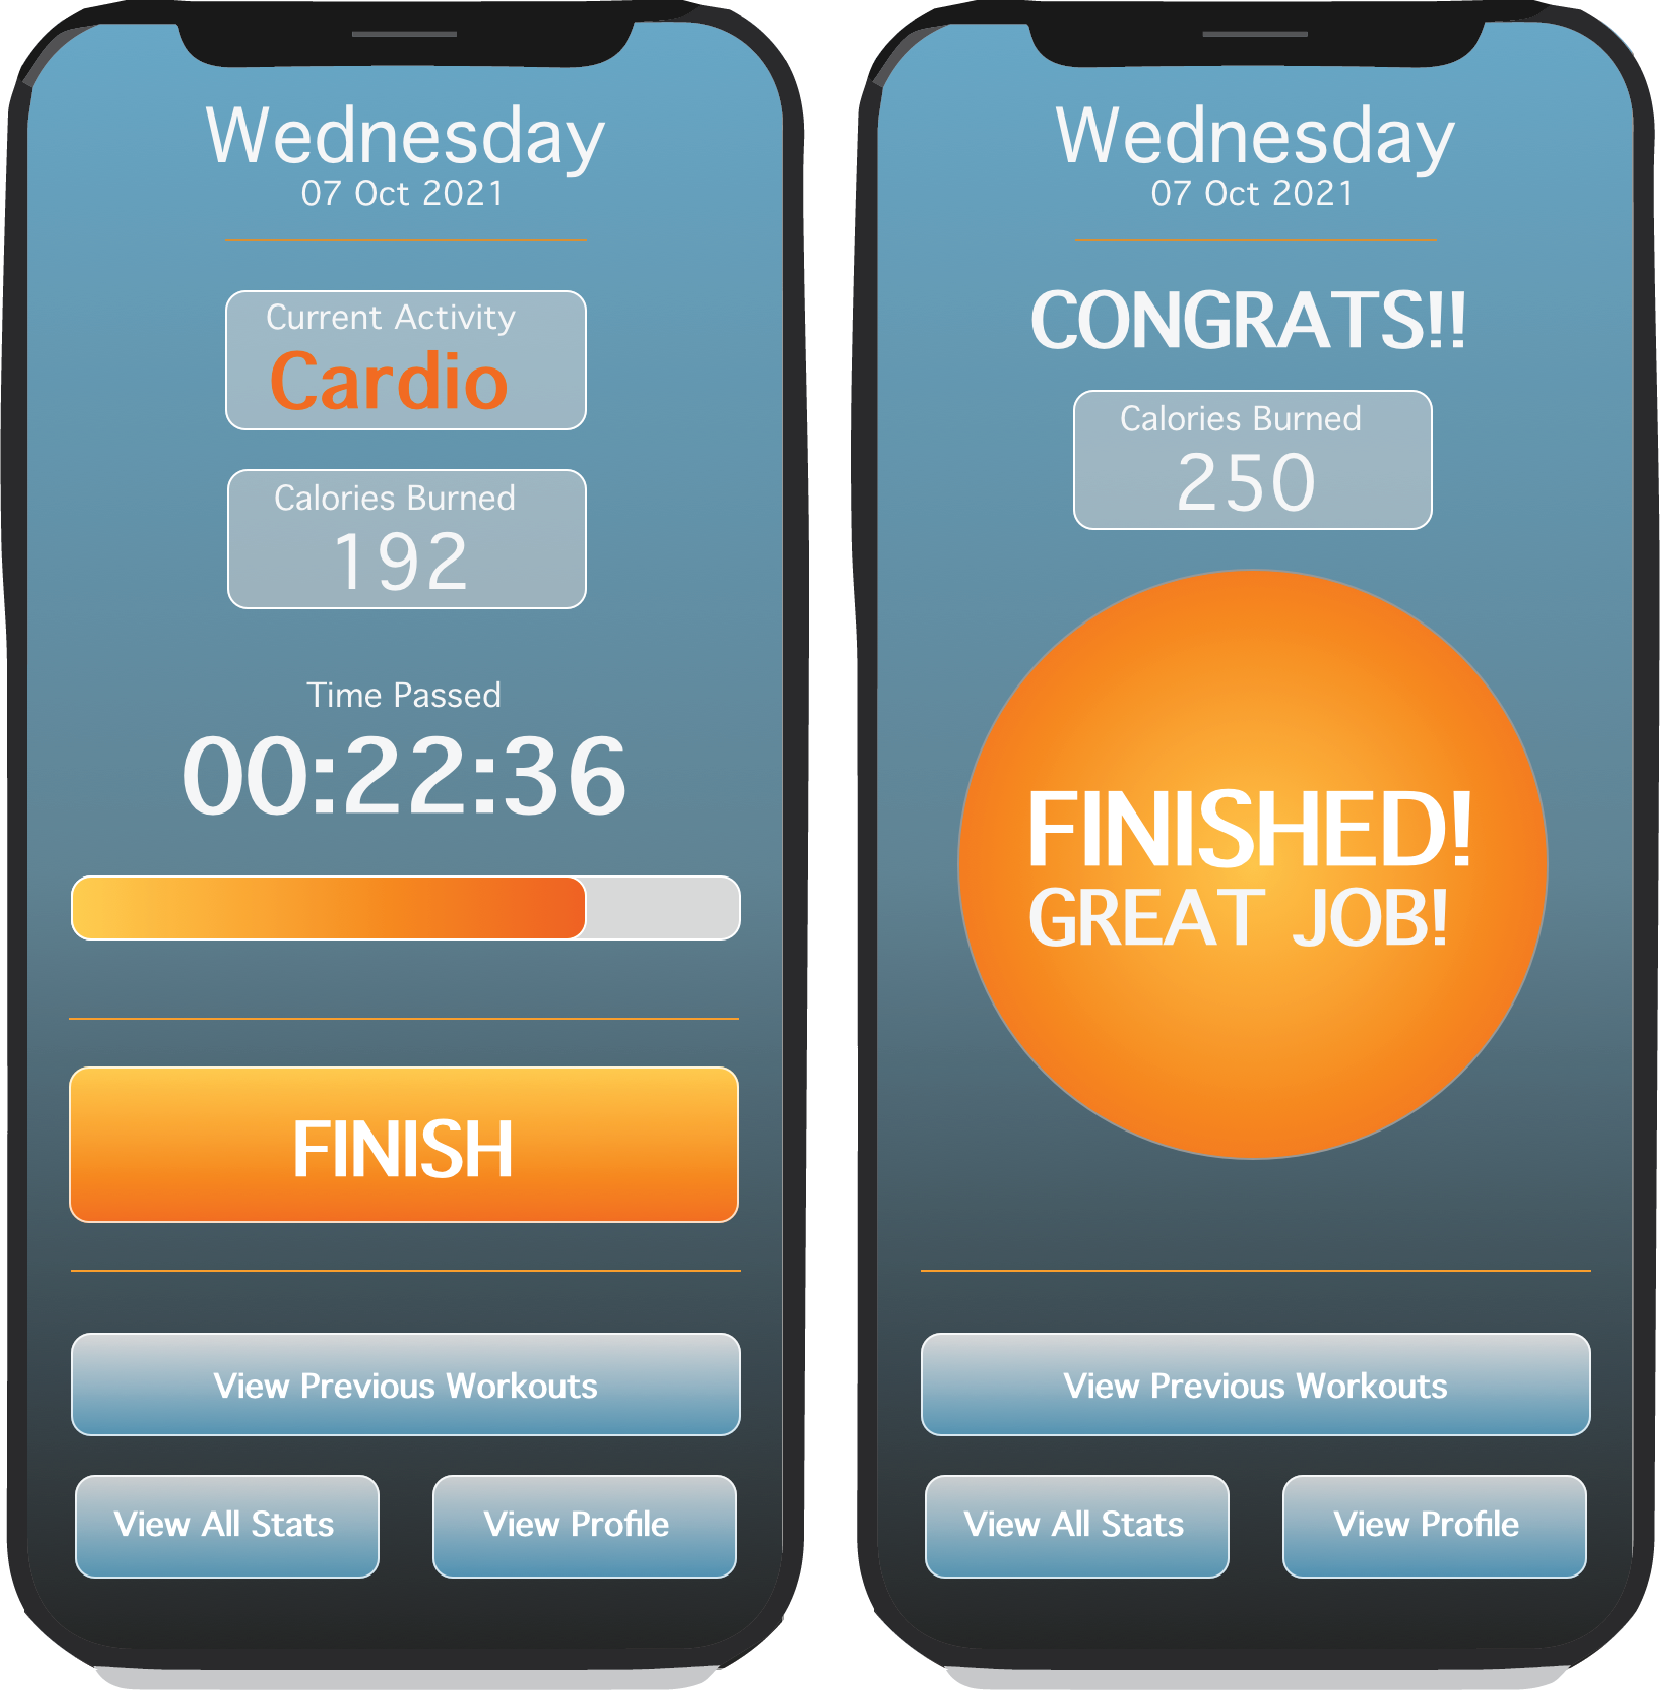 Wednesday
07 Oct 2021
Current Activity
Cardio
Calories Burned
192
Time Passed
00:22:36
FINISH
View Previous Workouts
View All Stats
View Profile
Wednesday
07 Oct 2021
CONGRATS!!
Calories Burned
250
FINISHED!
GREAT JOB!
View Previous Workouts
View All Stats
View Profile